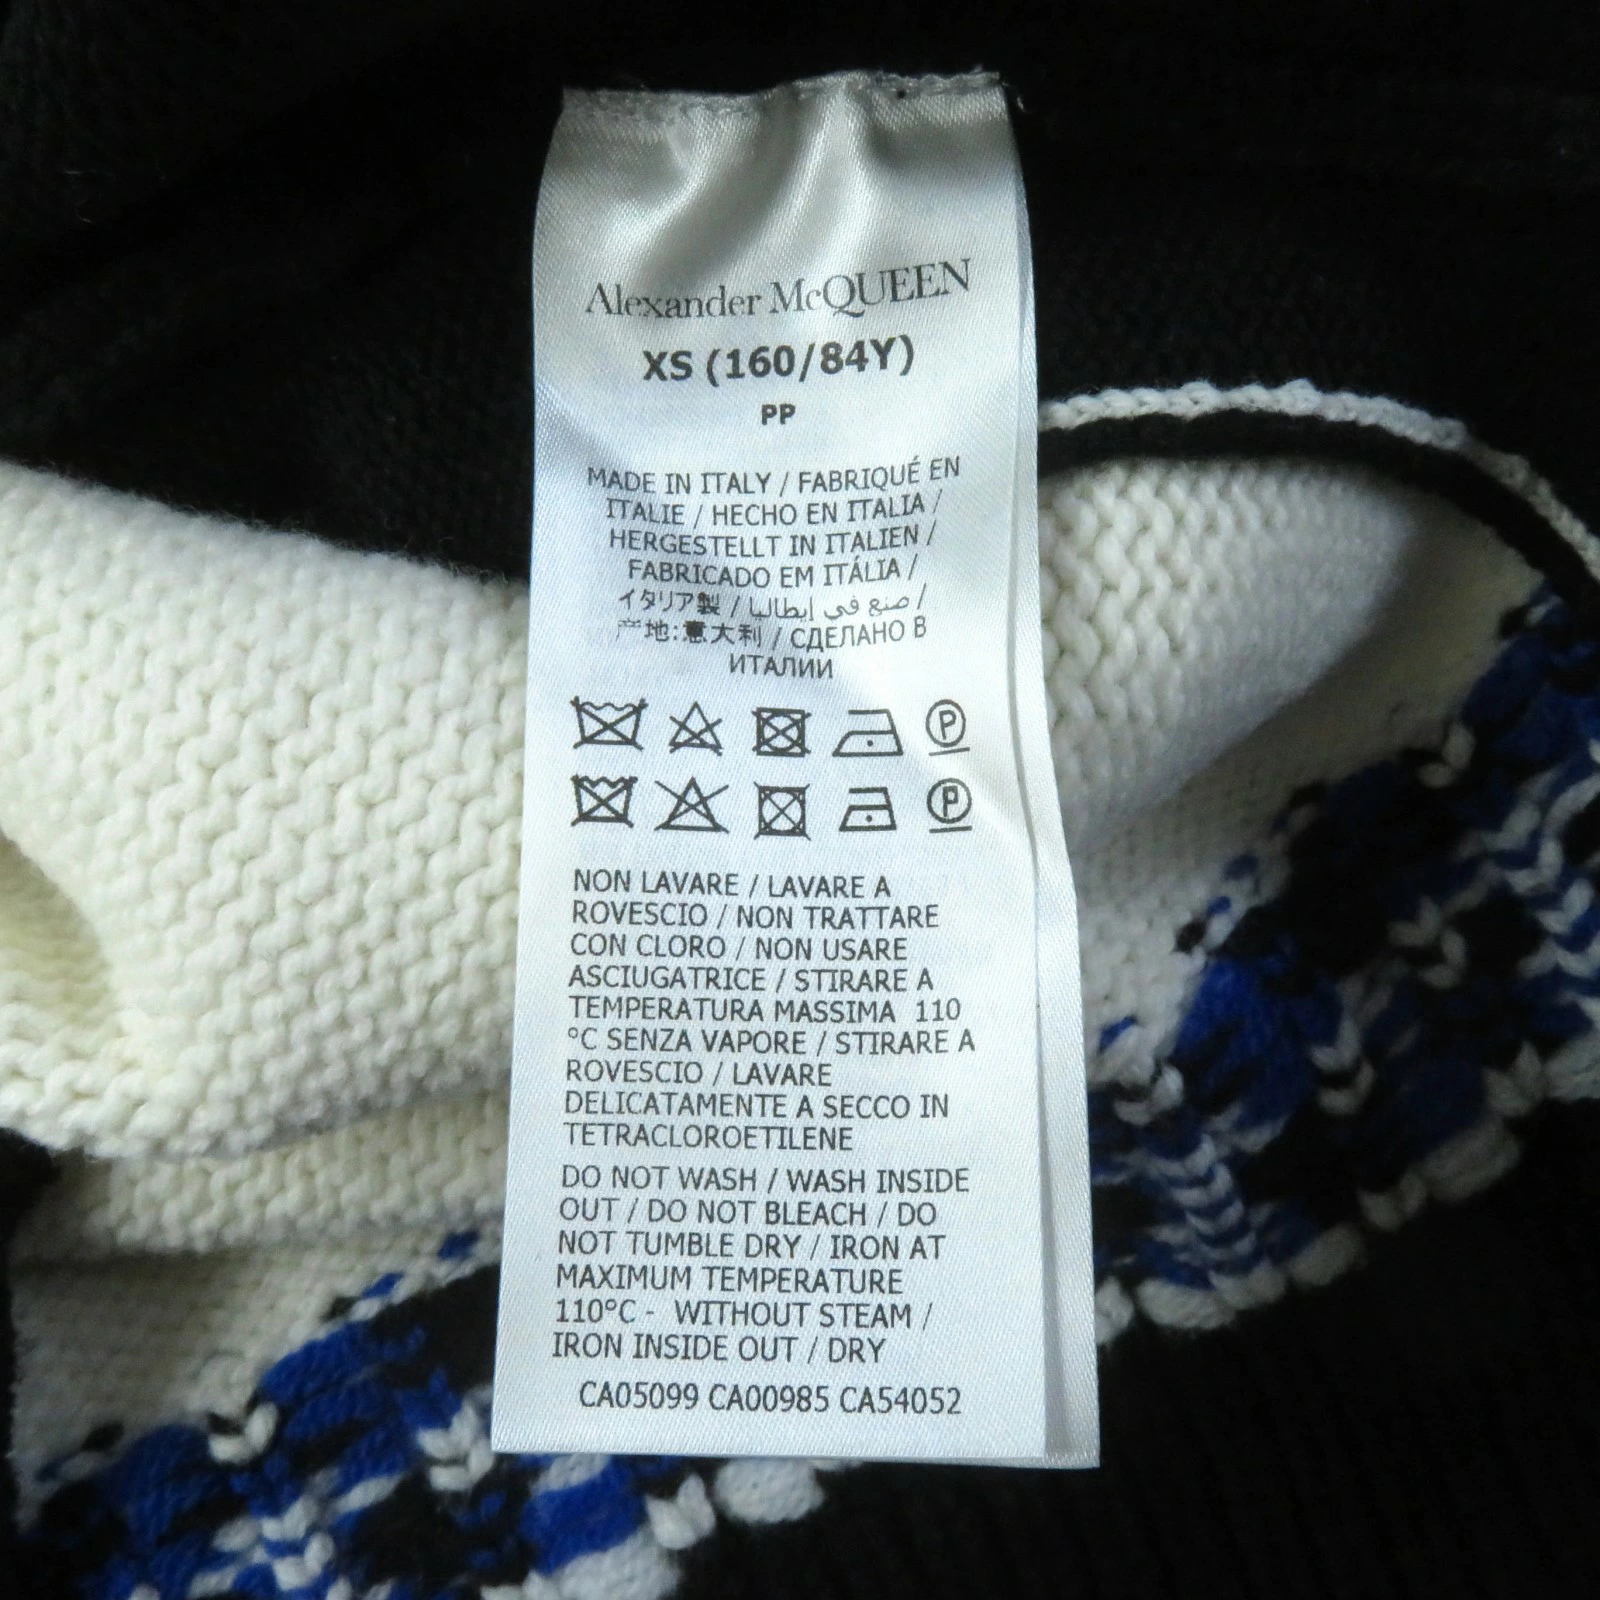 Alexander McQUEEN
XS (160/84Y)
PP
MADE IN ITALY / FABRIQUÉ EN
ITALIE / HECHO EN ITALIA /
HERGESTELLT IN ITALIEN /
FABRICADO EM ITÁLIA /
イタリア製 / صنع في إيطاليا /
产地:意大利 / СДЕЛАНО В
ИТАЛИИ
P
P
NON LAVARE / LAVARE A
ROVESCIO / NON TRATTARE
CON CLORO / NON USARE
ASCIUGATRICE / STIRARE A
TEMPERATURA MASSIMA 110
°C SENZA VAPORE / STIRARE A
ROVESCIO / LAVARE
DELICATAMENTE A SECCO IN
TETRACLOROETILENE
DO NOT WASH / WASH INSIDE
OUT / DO NOT BLEACH / DO
NOT TUMBLE DRY / IRON AT
MAXIMUM TEMPERATURE
110°C - WITHOUT STEAM /
IRON INSIDE OUT / DRY
CA05099 CA00985 CA54052